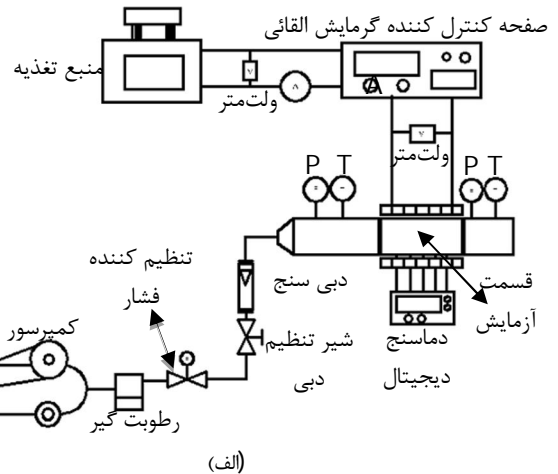 صفحه کنترل کننده گرمایش القائی
منبع تغذیه
V
ولت‌متر
A
A
V
ولت‌متر
P T
P T
تنظیم کننده
فشار
دبی سنج
قسمت
آزمایش
کمپرسور
شیر تنظیم
دبی
دماسنج
دیجیتال
رطوبت گیر
(الف)